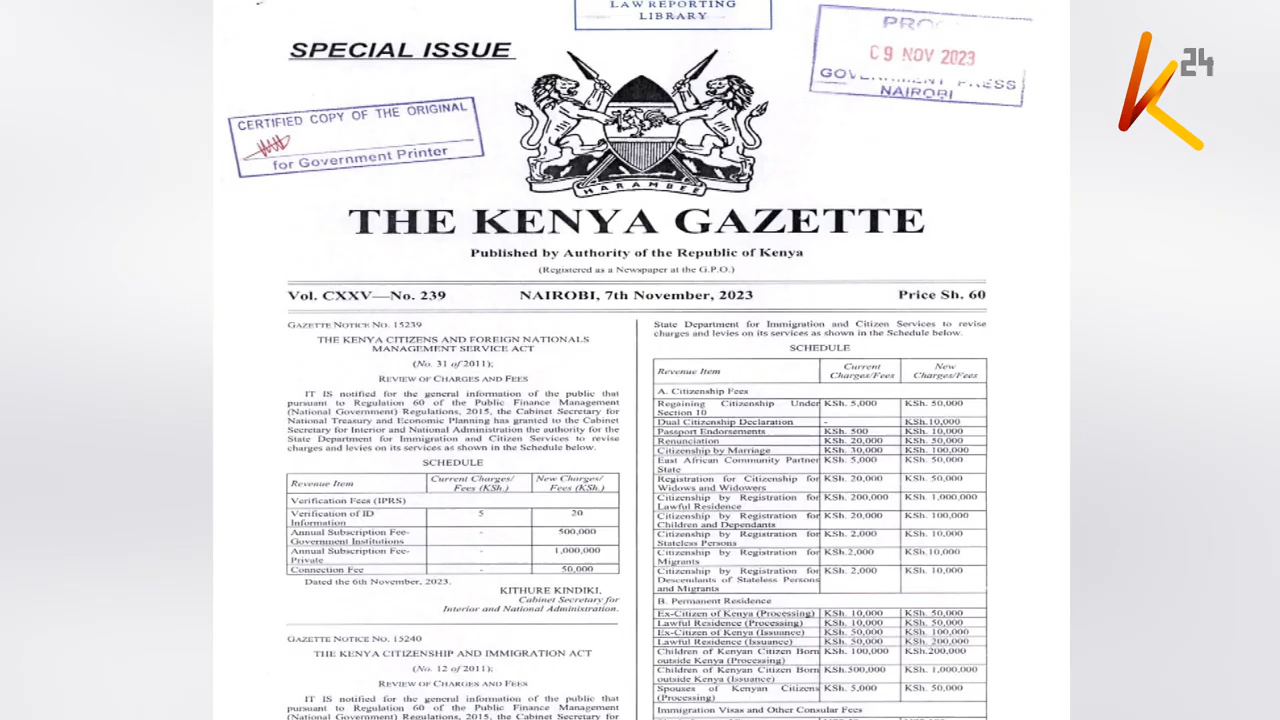 LAW REPORTING
LIBRARY
SPECIAL ISSUE
09 NOV 2023
GOVERNMENT PRESS
NAIROBI
K24
CERTIFIED COPY OF THE ORIGINAL
for Government Printer
HARAMBEE
THE KENYA GAZETTE
Published by Authority of the Republic of Kenya
(Registered as a Newspaper at the G.P.O.)
Vol. CXXV—No. 239 NAIROBI, 7th November, 2023 Price Sh. 60
GAZETTE NOTICE NO. 15239
THE KENYA CITIZENS AND FOREIGN NATIONALS
MANAGEMENT SERVICE ACT
(No. 31 of 2011);
REVIEW OF CHARGES AND FEES
IT IS notified for the general information of the public that
pursuant to Regulation 60 of the Public Finance Management
(National Government) Regulations, 2015, the Cabinet Secretary for
National Treasury and Economic Planning has granted to the Cabinet
Secretary for Interior and National Administration the authority for the
State Department for Immigration and Citizen Services to revise
charges and levies on its services as shown in the Schedule below.
SCHEDULE
Revenue Item Current Charges/ New Charges/
Fees (KSh.) Fees (KSh.)
Verification Fees (IPRS)
Verification of ID 5 20
Information
Annual Subscription Fee- - 500,000
Government Institutions
Annual Subscription Fee- - 1,000,000
Private
Connection Fee - 50,000
Dated the 6th November, 2023.
KITHURE KINDIKI,
Cabinet Secretary for
Interior and National Administration.
GAZETTE NOTICE NO. 15240
THE KENYA CITIZENSHIP AND IMMIGRATION ACT
(No. 12 of 2011);
REVIEW OF CHARGES AND FEES
IT IS notified for the general information of the public that
pursuant to Regulation 60 of the Public Finance Management
(National Government) Regulations, 2015, the Cabinet Secretary for
State Department for Immigration and Citizen Services to revise
charges and levies on its services as shown in the Schedule below.
SCHEDULE
Revenue Item Current New
Charges/Fees Charges/Fees
A. Citizenship Fees
Regaining Citizenship Under KSh. 5,000 KSh. 50,000
Section 10
Dual Citizenship Declaration - KSh.10,000
Passport Endorsements KSh. 500 KSh. 10,000
Renunciation KSh. 20,000 KSh. 50,000
Citizenship by Marriage KSh. 30,000 KSh. 100,000
East African Community Partner KSh. 5,000 KSh. 50,000
State
Registration for Citizenship for KSh. 20,000 KSh. 50,000
Widows and Widowers
Citizenship by Registration for KSh. 200,000 KSh. 1,000,000
Lawful Residence
Citizenship by Registration for KSh. 20,000 KSh. 100,000
Children and Dependants
Citizenship by Registration for KSh. 2,000 KSh. 10,000
Stateless Persons
Citizenship by Registration for KSh.2,000 KSh.10,000
Migrants
Citizenship by Registration for KSh. 2,000 KSh. 10,000
Descendants of Stateless Persons
and Migrants
B. Permanent Residence
Ex-Citizen of Kenya (Processing) KSh. 10,000 KSh. 50,000
Lawful Residence (Processing) KSh. 10,000 KSh. 50,000
Ex-Citizen of Kenya (Issuance) KSh. 50,000 KSh. 100,000
Lawful Residence (Issuance) KSh. 50,000 KSh. 200,000
Children of Kenyan Citizen Born KSh. 100,000 KSh.200,000
outside Kenya (Processing)
Children of Kenyan Citizen Born KSh.500,000 KSh. 1,000,000
outside Kenya (Issuance)
Spouses of Kenyan Citizens KSh. 5,000 KSh. 50,000
(Processing)
Immigration Visas and Other Consular Fees